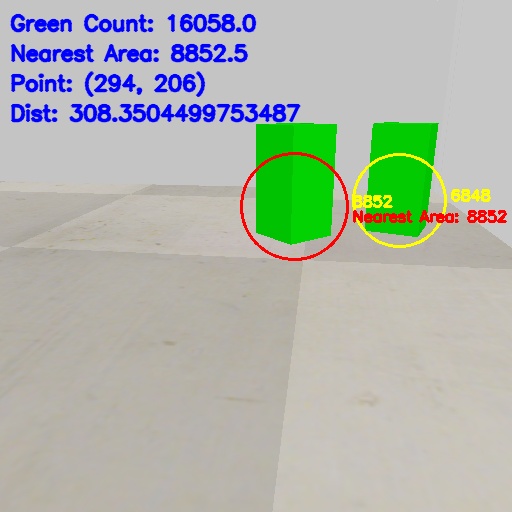 Green Count: 16058.0
Nearest Area: 8852.5
Point: (294, 206)
Dist: 308.3504499753487
8852
6848
Nearest Area: 8852